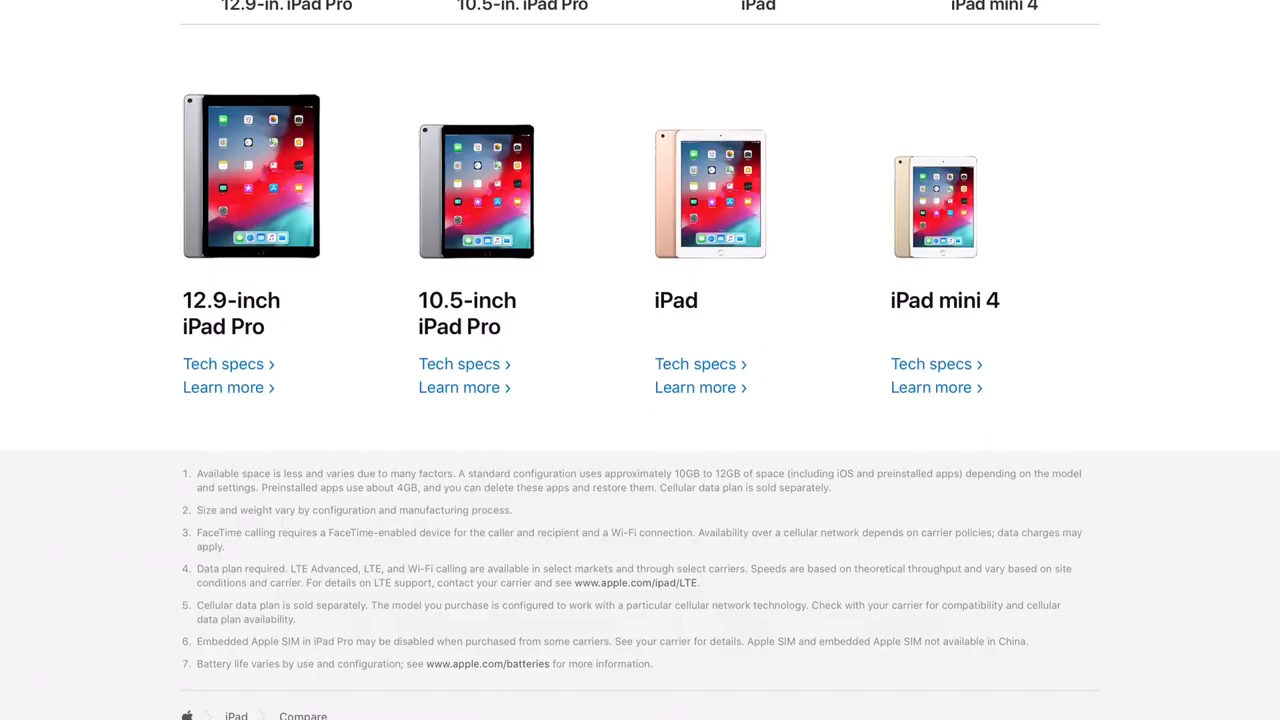 12.9-in. iPad Pro
10.5-in. iPad Pro
iPad
iPad mini 4
12.9-inch
iPad Pro
Tech specs ›
Learn more ›
10.5-inch
iPad Pro
Tech specs ›
Learn more ›
iPad
Tech specs ›
Learn more ›
iPad mini 4
Tech specs ›
Learn more ›
1. Available space is less and varies due to many factors. A standard configuration uses approximately 10GB to 12GB of space (including iOS and preinstalled apps) depending on the model
and settings. Preinstalled apps use about 4GB, and you can delete these apps and restore them. Cellular data plan is sold separately.
2. Size and weight vary by configuration and manufacturing process.
3. FaceTime calling requires a FaceTime-enabled device for the caller and recipient and a Wi-Fi connection. Availability over a cellular network depends on carrier policies; data charges may
apply.
4. Data plan required. LTE Advanced, LTE, and Wi-Fi calling are available in select markets and through select carriers. Speeds are based on theoretical throughput and vary based on site
conditions and carrier. For details on LTE support, contact your carrier and see www.apple.com/ipad/LTE.
5. Cellular data plan is sold separately. The model you purchase is configured to work with a particular cellular network technology. Check with your carrier for compatibility and cellular
data plan availability.
6. Embedded Apple SIM in iPad Pro may be disabled when purchased from some carriers. See your carrier for details. Apple SIM and embedded Apple SIM not available in China.
7. Battery life varies by use and configuration; see www.apple.com/batteries for more information.
iPad
Compare